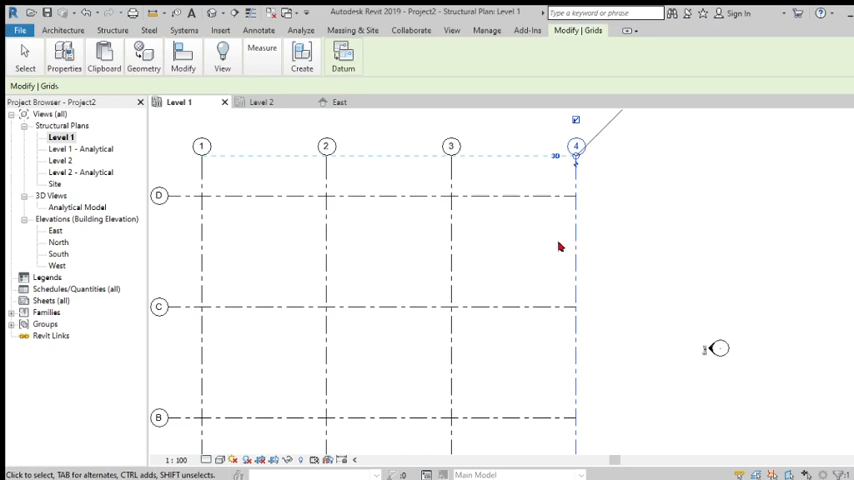 Autodesk Revit 2019 - Project2 - Structural Plan: Level 1
Type a keyword or phrase
Sign In
File Architecture Structure Steel Systems Insert Annotate Analyze Massing & Site Collaborate View Manage Add-Ins Modify | Grids
Select Properties Clipboard Geometry Modify View Measure Create Datum
Modify | Grids
Project Browser - Project2
Level 1 Level 2 East
Views (all)
Structural Plans
Level 1
Level 1 - Analytical
Level 2
Level 2 - Analytical
Site
3D Views
Analytical Model
Elevations (Building Elevation)
East
North
South
West
Legends
Schedules/Quantities (all)
Sheets (all)
Families
Groups
Revit Links
1 2 3 4
3D
D
C
B
East
1 : 100
Click to select, TAB for alternates, CTRL adds, SHIFT unselects.
:0
Main Model
:1